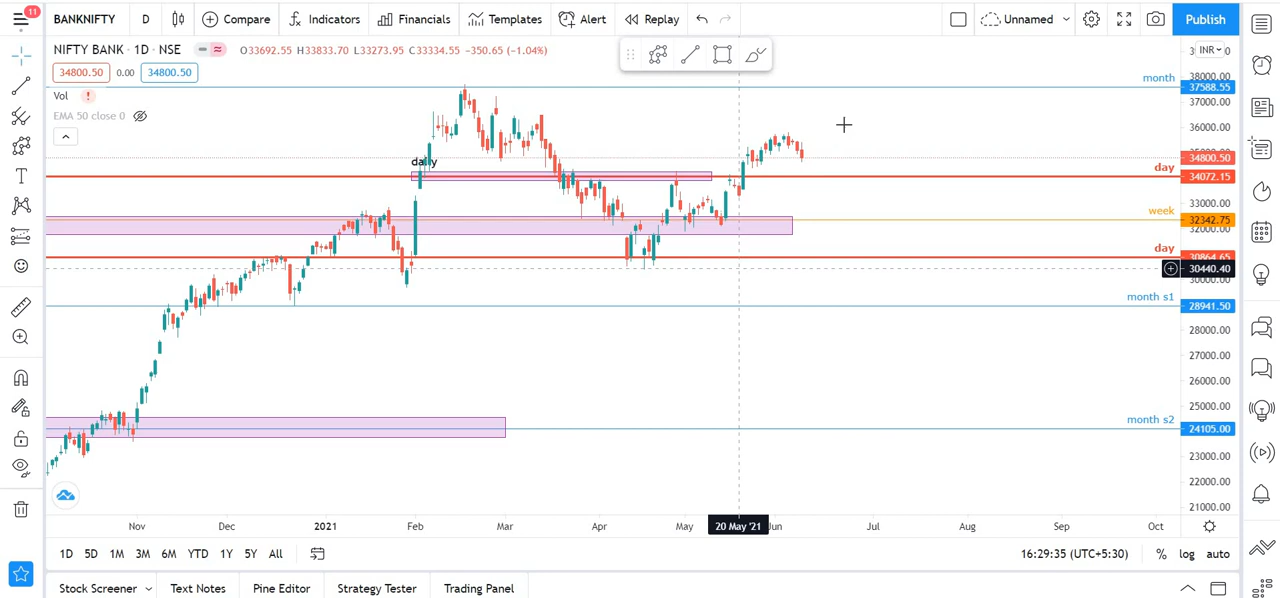 11
BANKNIFTY D Compare Indicators Financials Templates Alert Replay Unnamed Publish
NIFTY BANK · 1D · NSE O33692.55 H33833.70 L33273.95 C33334.55 −350.65 (−1.04%) INR
34800.50 0.00 34800.50
Vol !
EMA 50 close 0
38000.00
month 37588.55
37000.00
36000.00
daily
34800.50
day 34072.15
33000.00
week 32342.75
32000.00
day 30864.65
30440.40
30000.00
month s1 28941.50
28000.00
27000.00
26000.00
25000.00
month s2 24105.00
23000.00
22000.00
21000.00
Nov Dec 2021 Feb Mar Apr May 20 May '21 Jun Jul Aug Sep Oct
1D 5D 1M 3M 6M YTD 1Y 5Y All 16:29:35 (UTC+5:30) % log auto
Stock Screener Text Notes Pine Editor Strategy Tester Trading Panel